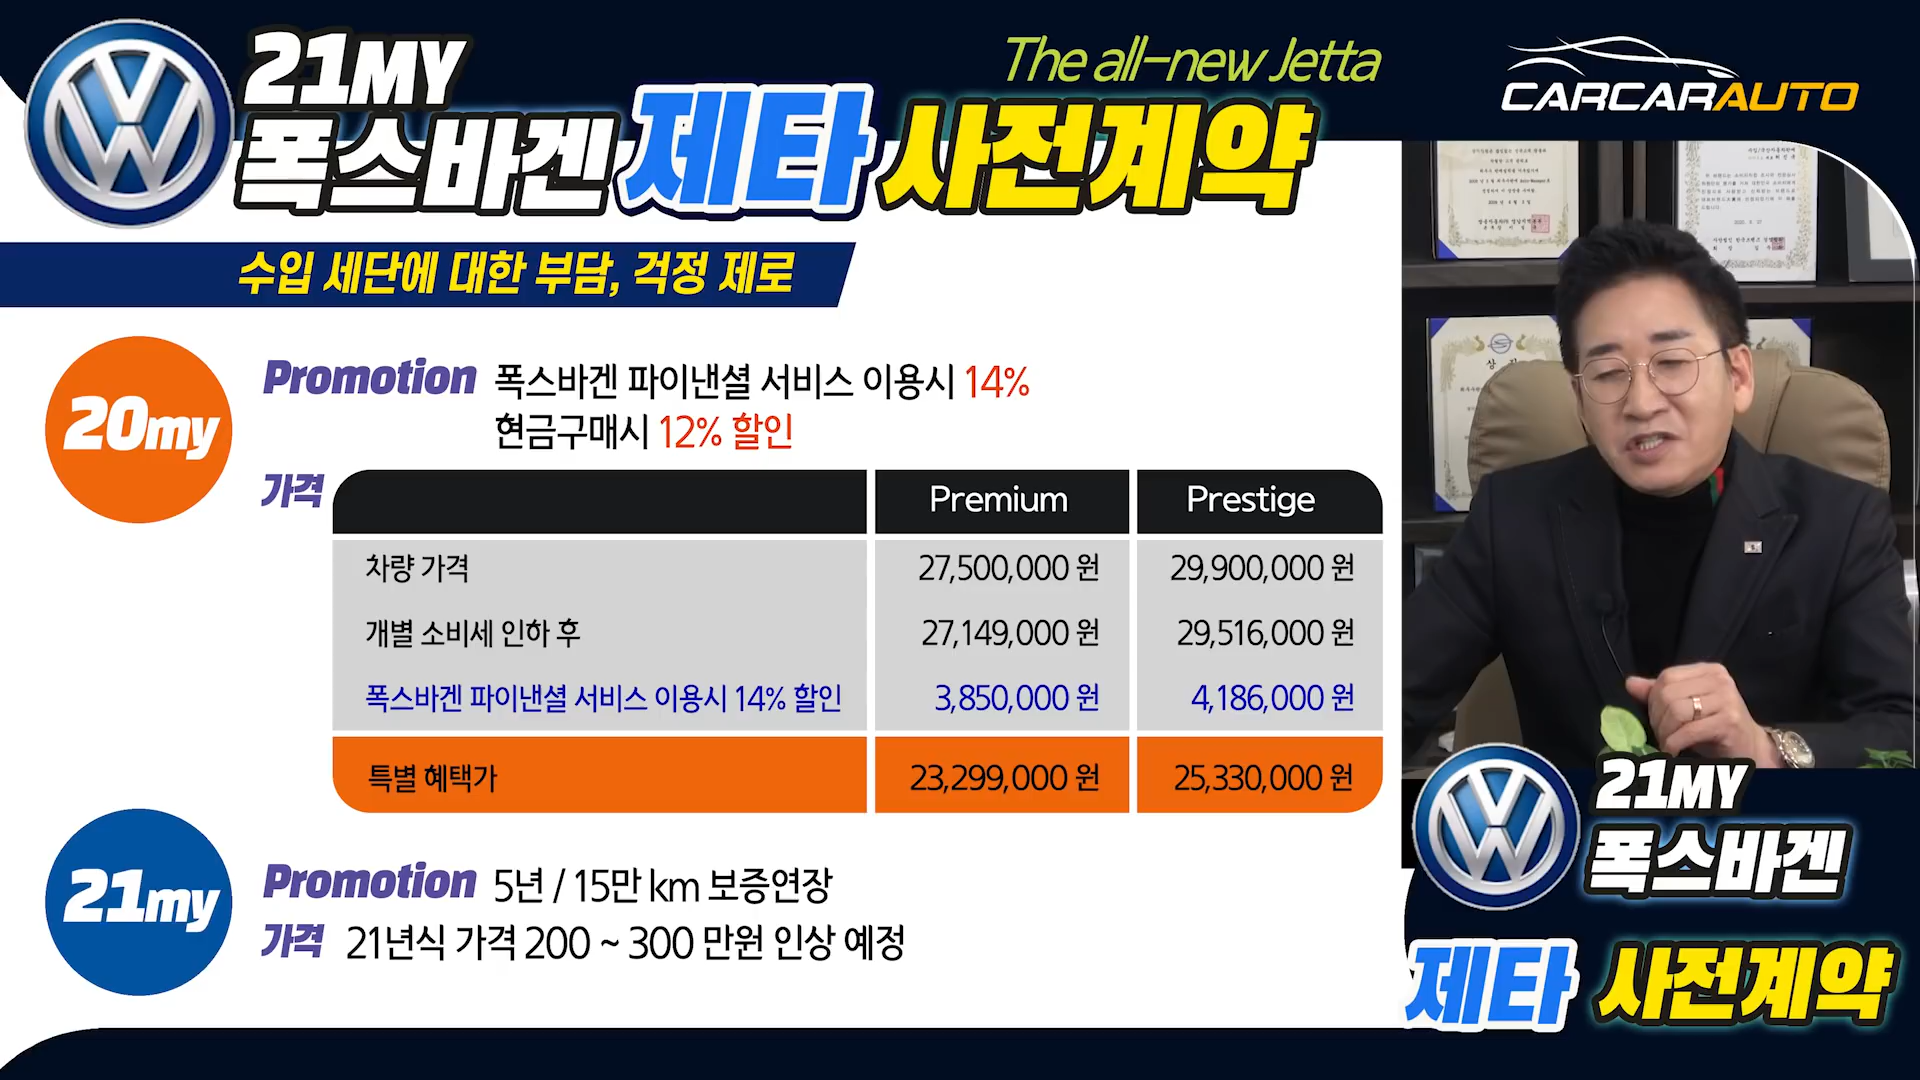 21MY
폭스바겐 제타 사전계약
The all-new Jetta
CARCARAUTO
수입 세단에 대한 부담, 걱정 제로
20my
Promotion 폭스바겐 파이낸셜 서비스 이용시 14%
현금구매시 12% 할인
가격
Premium Prestige
차량 가격 27,500,000 원 29,900,000 원
개별 소비세 인하 후 27,149,000 원 29,516,000 원
폭스바겐 파이낸셜 서비스 이용시 14% 할인 3,850,000 원 4,186,000 원
특별 혜택가 23,299,000 원 25,330,000 원
21my
Promotion 5년 / 15만 km 보증연장
가격 21년식 가격 200 ~ 300 만원 인상 예정
21MY
폭스바겐
제타 사전계약